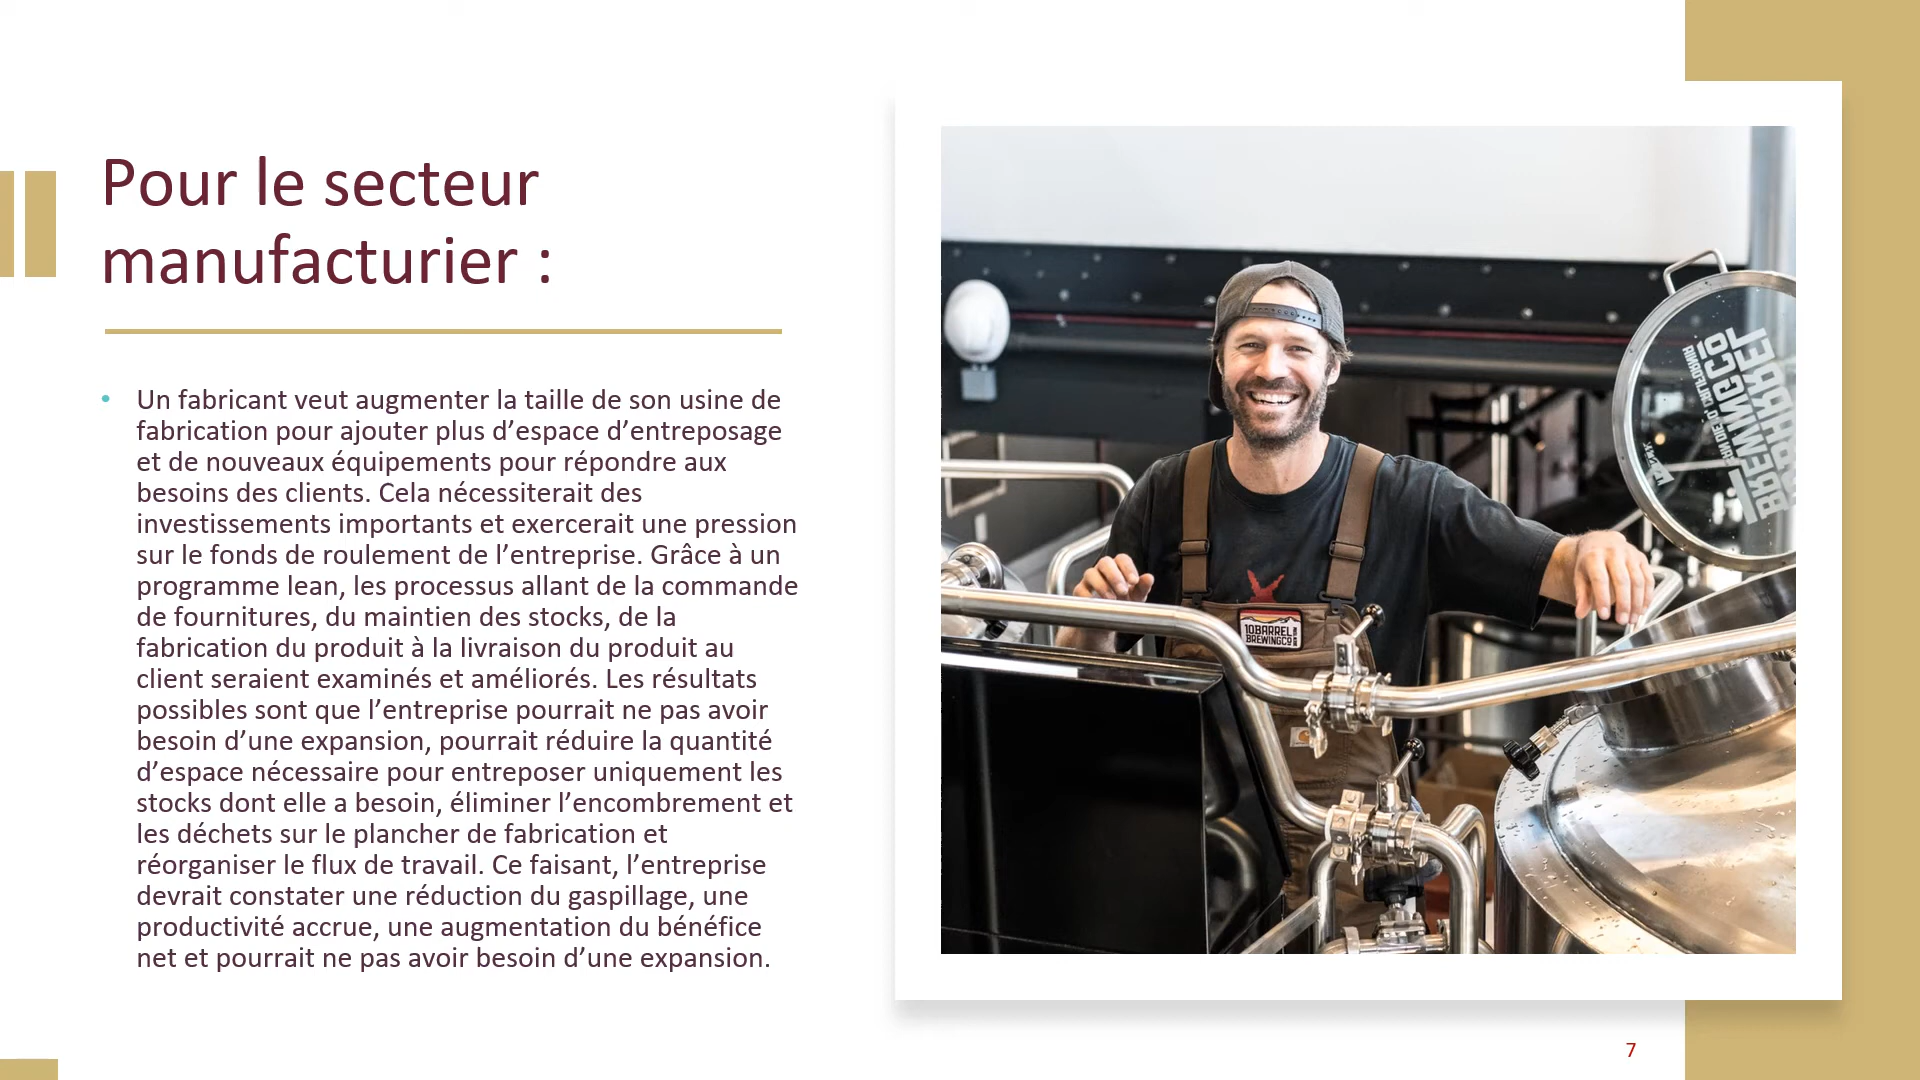 Pour le secteur
manufacturier :
• Un fabricant veut augmenter la taille de son usine de
fabrication pour ajouter plus d’espace d’entreposage
et de nouveaux équipements pour répondre aux
besoins des clients. Cela nécessiterait des
investissements importants et exercerait une pression
sur le fonds de roulement de l’entreprise. Grâce à un
programme lean, les processus allant de la commande
de fournitures, du maintien des stocks, de la
fabrication du produit à la livraison du produit au
client seraient examinés et améliorés. Les résultats
possibles sont que l’entreprise pourrait ne pas avoir
besoin d’une expansion, pourrait réduire la quantité
d’espace nécessaire pour entreposer uniquement les
stocks dont elle a besoin, éliminer l’encombrement et
les déchets sur le plancher de fabrication et
réorganiser le flux de travail. Ce faisant, l’entreprise
devrait constater une réduction du gaspillage, une
productivité accrue, une augmentation du bénéfice
net et pourrait ne pas avoir besoin d’une expansion.
10BARREL
BREWINGCO
BREWINGCO
7